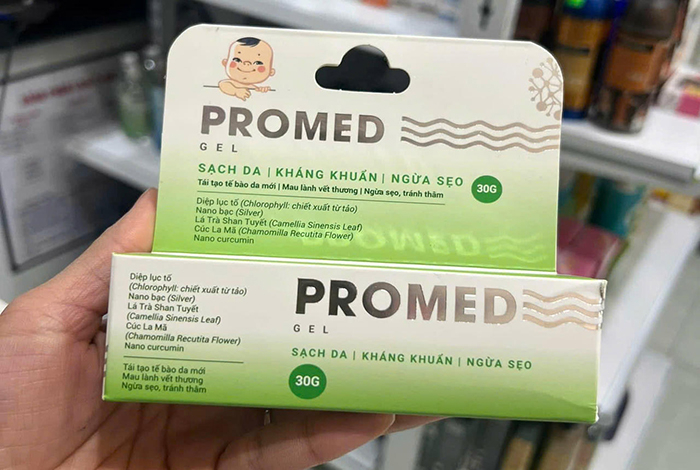 PROMED
GEL
SẠCH DA | KHÁNG KHUẨN | NGỪA SẸO
30G
Tái tạo tế bào da mới | Mau lành vết thương | Ngừa sẹo, tránh thâm
Diệp lục tố (Chlorophyll: chiết xuất từ tảo)
Nano bạc (Silver)
Lá Trà Shan Tuyết (Camellia Sinensis Leaf)
Cúc La Mã (Chamomilla Recutita Flower)
Nano curcumin
Diệp lục tố
(Chlorophyll: chiết xuất từ tảo)
Nano bạc (Silver)
Lá Trà Shan Tuyết
(Camellia Sinensis Leaf)
Cúc La Mã
(Chamomilla Recutita Flower)
Nano curcumin
Tái tạo tế bào da mới
Mau lành vết thương
Ngừa sẹo, tránh thâm
PROMED
GEL
SẠCH DA | KHÁNG KHUẨN | NGỪA SẸO
30G